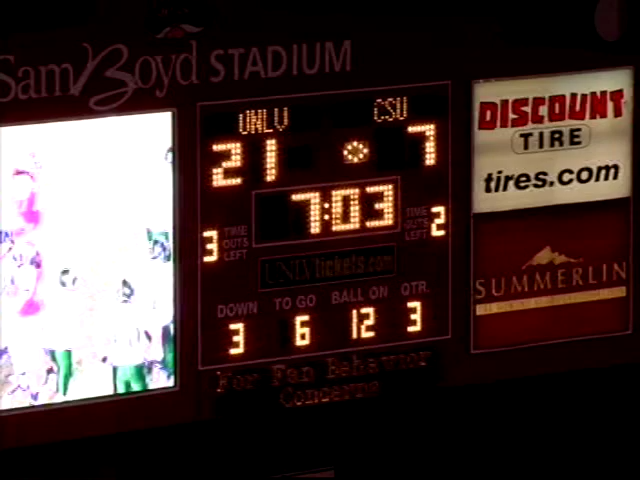 Sam Boyd STADIUM
UNLV CSU
21 7
7:03
3 TIME OUTS LEFT
TIME OUTS LEFT 2
UNLVtickets.com
DOWN TO GO BALL ON QTR.
3 6 12 3
For Fan Behavior
Concerns
DISCOUNT
TIRE
tires.com
SUMMERLIN